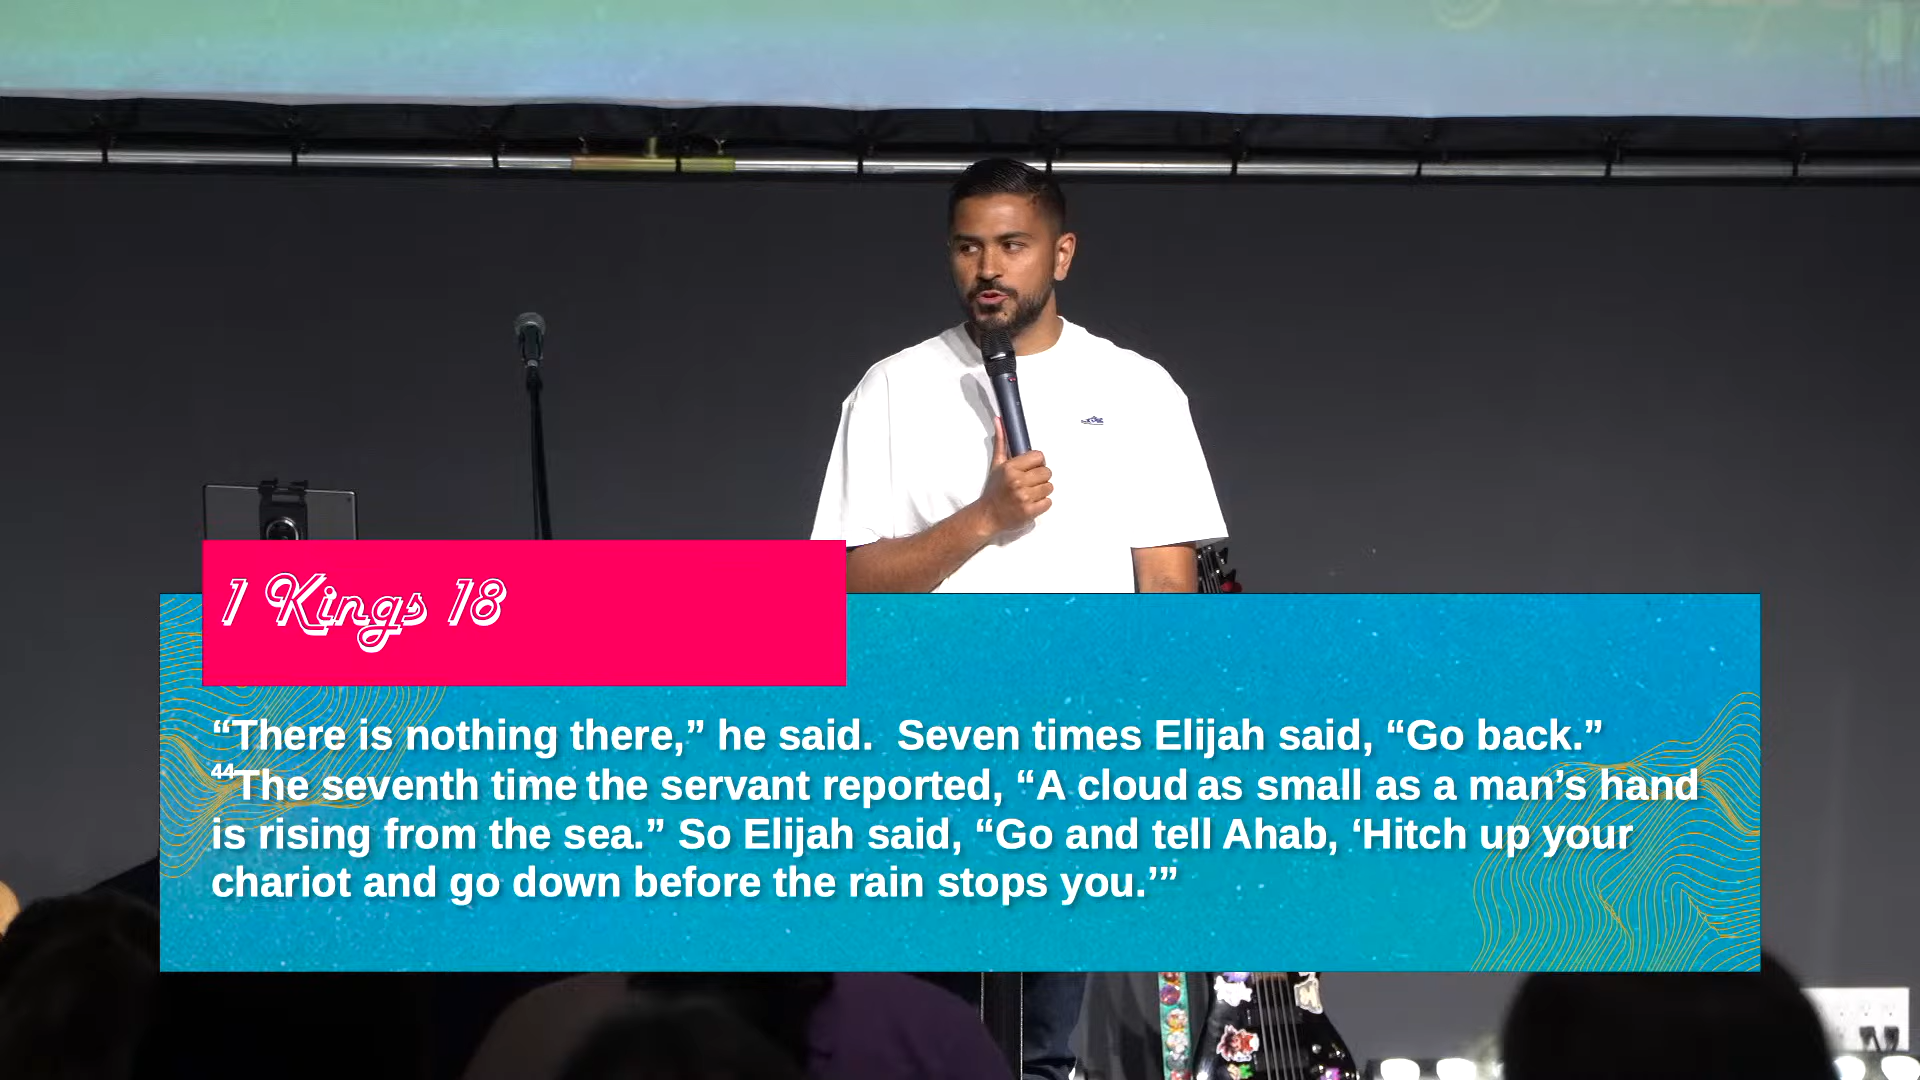 1 Kings 18
“There is nothing there,” he said.  Seven times Elijah said, “Go back.”
44The seventh time the servant reported, “A cloud as small as a man’s hand
is rising from the sea.” So Elijah said, “Go and tell Ahab, ‘Hitch up your
chariot and go down before the rain stops you.’”